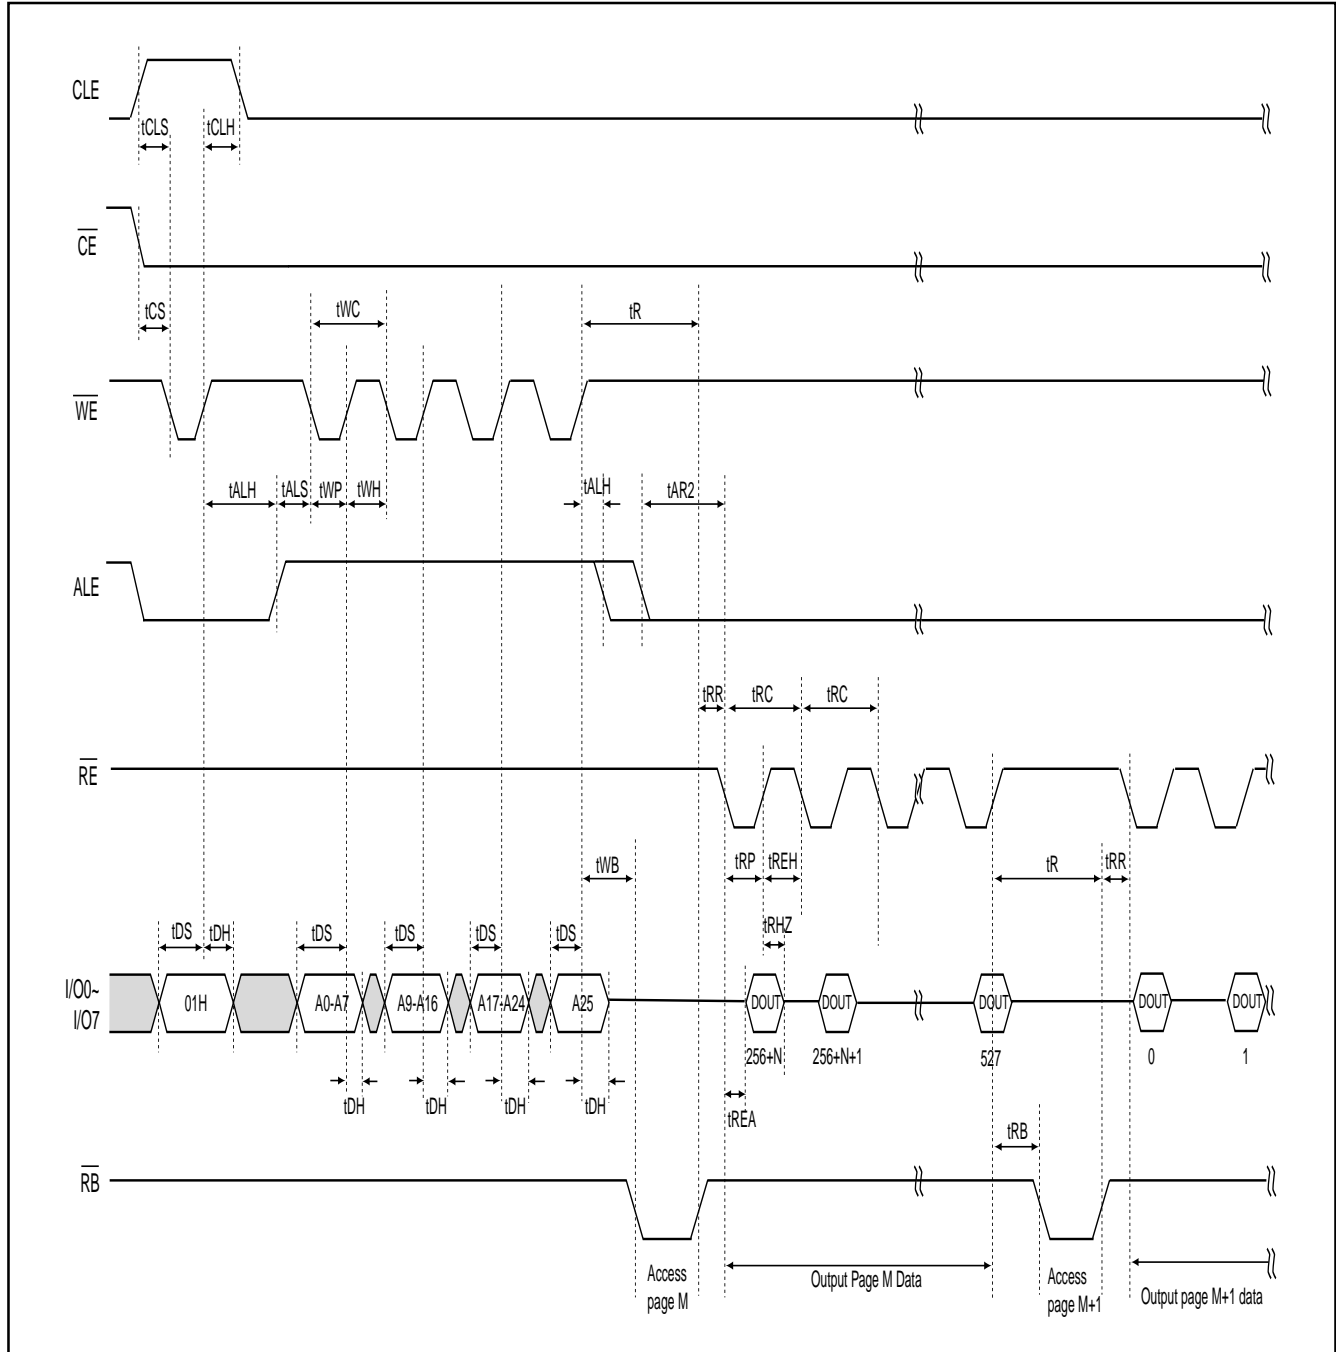 CLE
tCLS tCLH
CE
tCS tWC tR
WE
tALH tALS tWP tWH tALH tAR2
ALE
tRR tRC tRC
RE
tWB tRP tREH tR tRR
tRHZ
tDS tDH tDS tDS tDS tDS
I/O0~
I/O7
01H A0-A7 A9-A16 A17-A24 A25 DOUT DOUT DOUT DOUT DOUT
256+N 256+N+1 527 0 1
tDH tDH tDH tDH
tREA
tRB
RB
Access
page M
Output Page M Data
Access
page M+1
Output page M+1 data